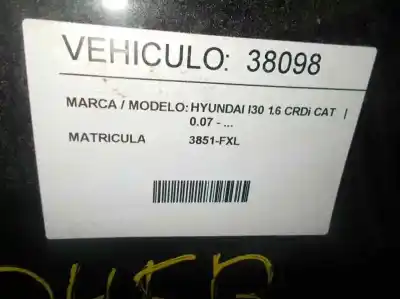 VEHICULO: 38098
MARCA / MODELO: HYUNDAI I30 1.6 CRDi CAT |
0.07 - ...
MATRICULA 3851-FXL